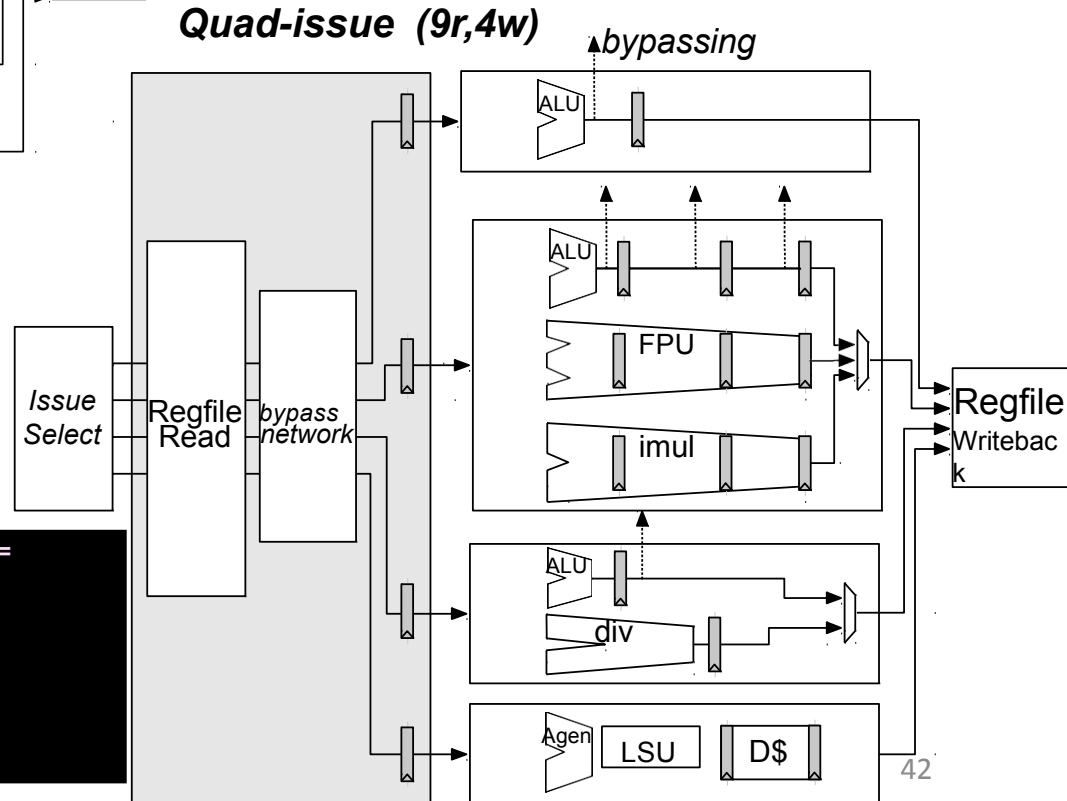 Quad-issue (9r,4w)
bypassing
ALU
ALU
FPU
imul
Issue
Select
Regfile
Read
bypass
network
Regfile
Writebac
k
=
ALU
div
Agen
LSU
D$
42